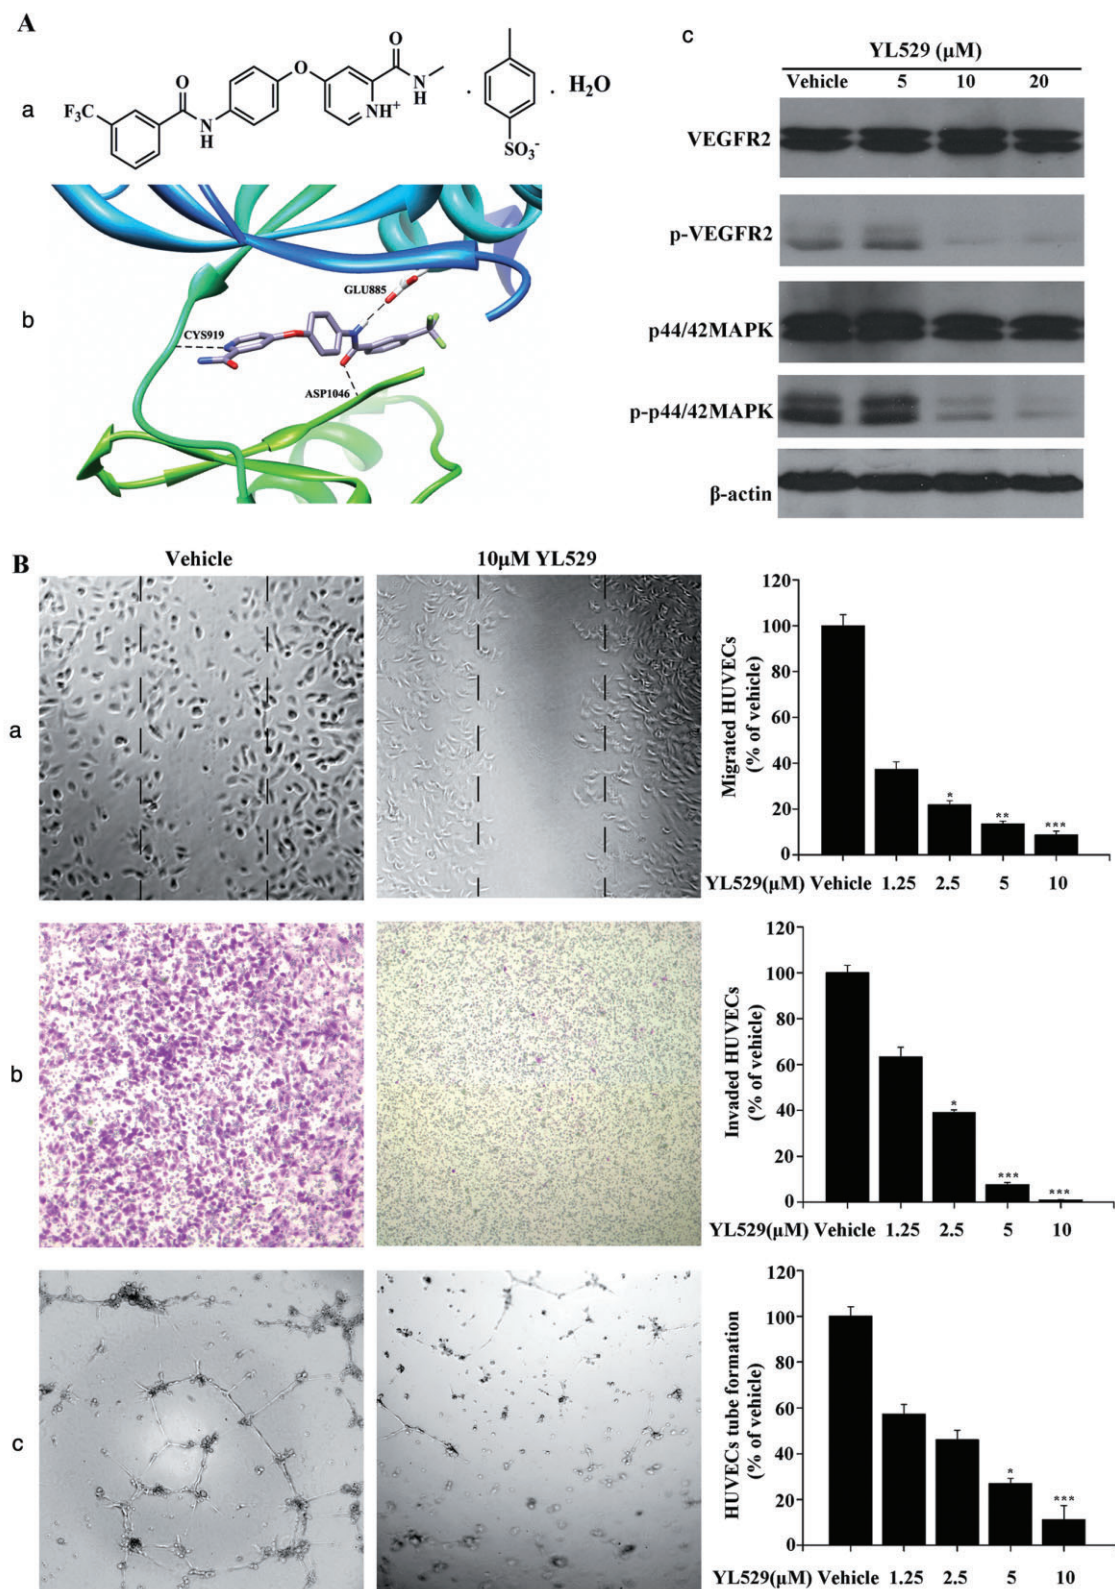 A
a
F₃C
O
N
H
O
O
N
H
NH⁺
·
SO₃⁻
·
H₂O
b
GLU885
CYS919
ASP1046
c
YL529 (μM)
Vehicle 5 10 20
VEGFR2
p-VEGFR2
p44/42MAPK
p-p44/42MAPK
β-actin
B
Vehicle
10μM YL529
a
Migrated HUVECs
(% of vehicle)
120
100
80
60
40
20
0
*
**
***
YL529(μM) Vehicle 1.25 2.5 5 10
b
Invaded HUVECs
(% of vehicle)
120
100
80
60
40
20
0
*
***
***
YL529(μM) Vehicle 1.25 2.5 5 10
c
HUVECs tube formation
(% of vehicle)
120
100
80
60
40
20
0
*
***
YL529(μM) Vehicle 1.25 2.5 5 10